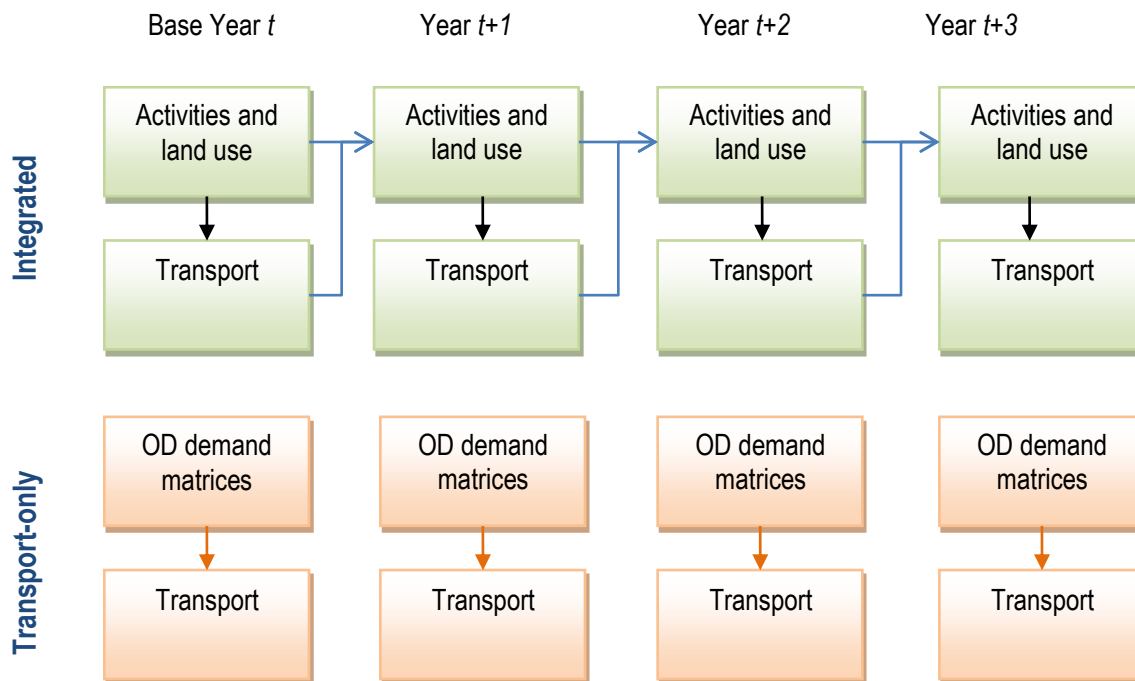 Base Year t
Year t+1
Year t+2
Year t+3
Integrated
Activities and
land use
Activities and
land use
Activities and
land use
Activities and
land use
Transport
Transport
Transport
Transport
Transport-only
OD demand
matrices
OD demand
matrices
OD demand
matrices
OD demand
matrices
Transport
Transport
Transport
Transport